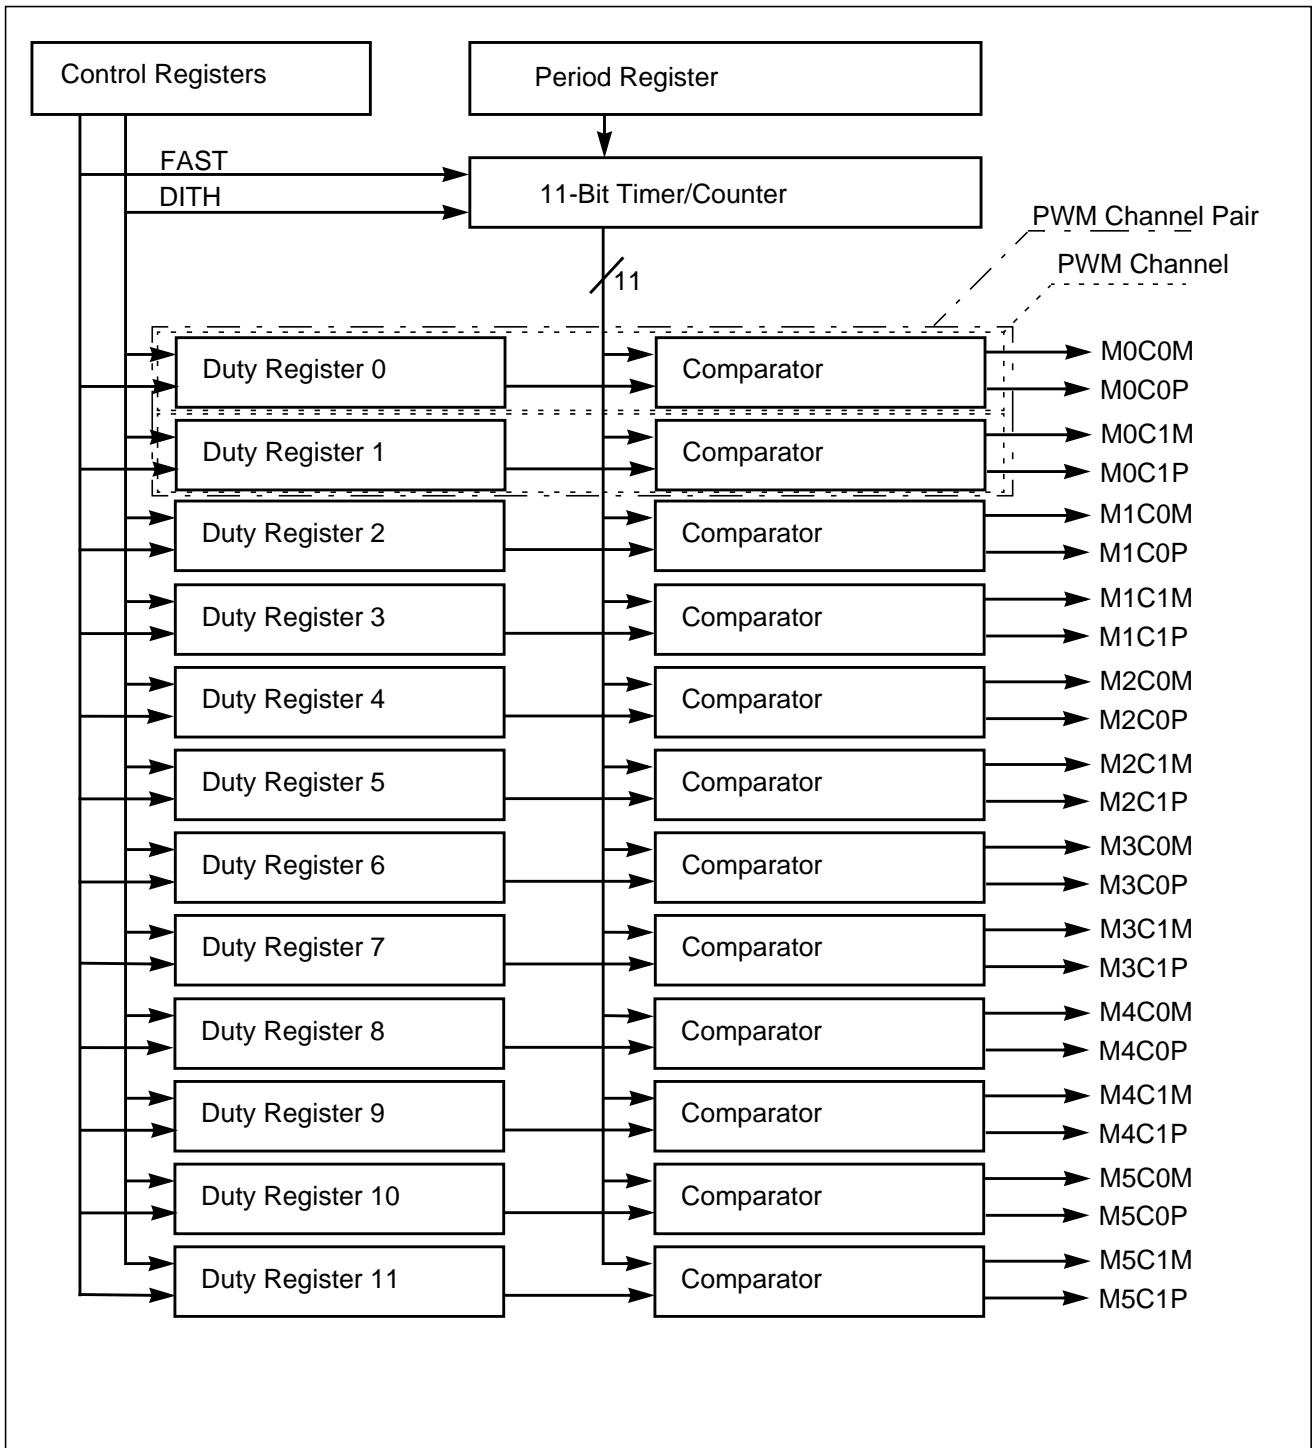 Control Registers
Period Register
FAST
DITH
11-Bit Timer/Counter
PWM Channel Pair
PWM Channel
11
Duty Register 0
Comparator
M0C0M
M0C0P
Duty Register 1
Comparator
M0C1M
M0C1P
Duty Register 2
Comparator
M1C0M
M1C0P
Duty Register 3
Comparator
M1C1M
M1C1P
Duty Register 4
Comparator
M2C0M
M2C0P
Duty Register 5
Comparator
M2C1M
M2C1P
Duty Register 6
Comparator
M3C0M
M3C0P
Duty Register 7
Comparator
M3C1M
M3C1P
Duty Register 8
Comparator
M4C0M
M4C0P
Duty Register 9
Comparator
M4C1M
M4C1P
Duty Register 10
Comparator
M5C0M
M5C0P
Duty Register 11
Comparator
M5C1M
M5C1P